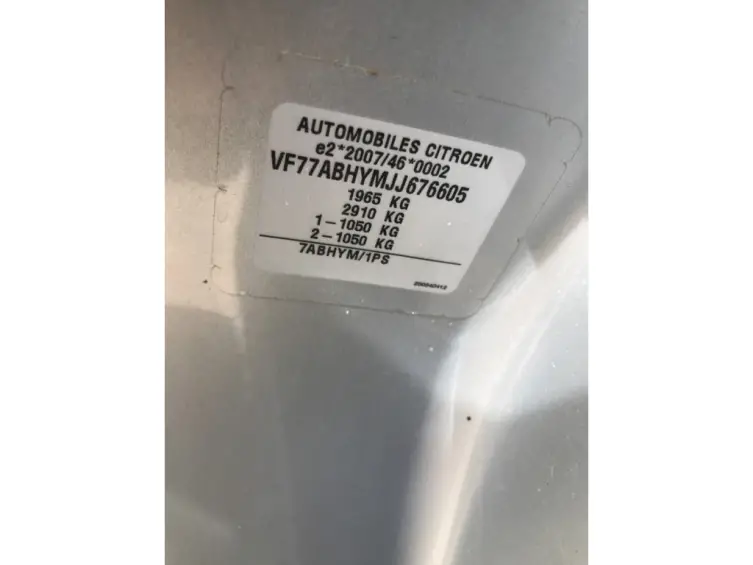 AUTOMOBILES CITROEN
e2*2007/46*0002
VF77ABHYMJJ676605
1965 KG
2910 KG
1-1050 KG
2-1050 KG
7ABHYM/1PS